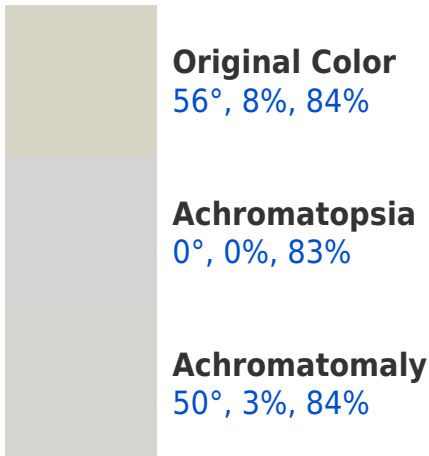 Original Color
56°, 8%, 84%
Achromatopsia
0°, 0%, 83%
Achromatomaly
50°, 3%, 84%